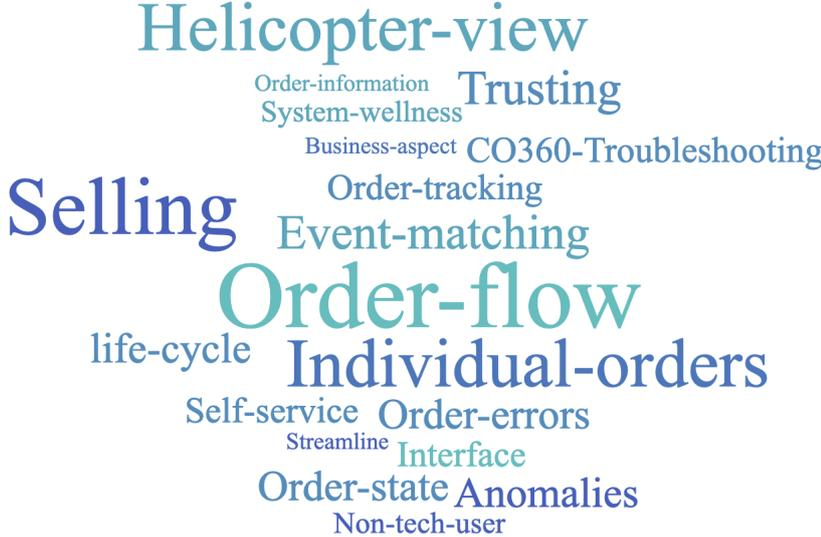 Helicopter-view
Order-information
Trusting
System-wellness
Business-aspect
CO360-Troubleshooting
Order-tracking
Selling
Event-matching
Order-flow
life-cycle
Individual-orders
Self-service
Order-errors
Streamline
Interface
Order-state
Anomalies
Non-tech-user